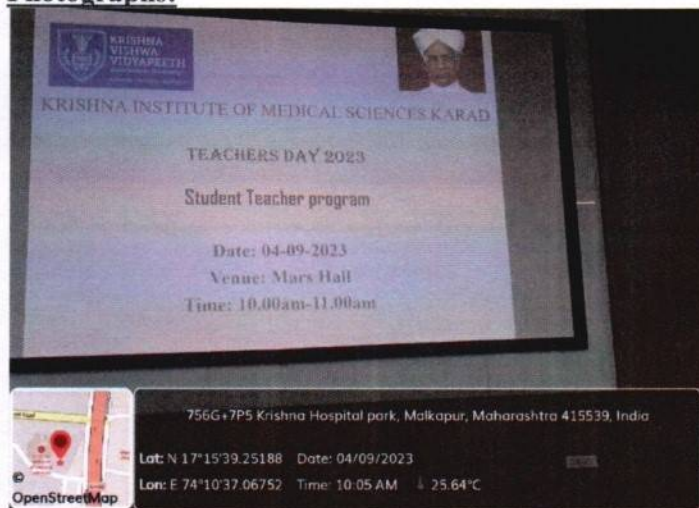 Photographs:
KRISHNA
VISHWA
VIDYAPEETH
KRISHNA INSTITUTE OF MEDICAL SCIENCES KARAD
TEACHERS DAY 2023
Student Teacher program
Date: 04-09-2023
Venue: Mars Hall
Time: 10.00am-11.00am
756G+7P5 Krishna Hospital park, Malkapur, Maharashtra 415539, India
Lat: N 17°15'39.25188 Date: 04/09/2023
Lon: E 74°10'37.06752 Time: 10:05 AM 25.64°C
©
OpenStreetMap